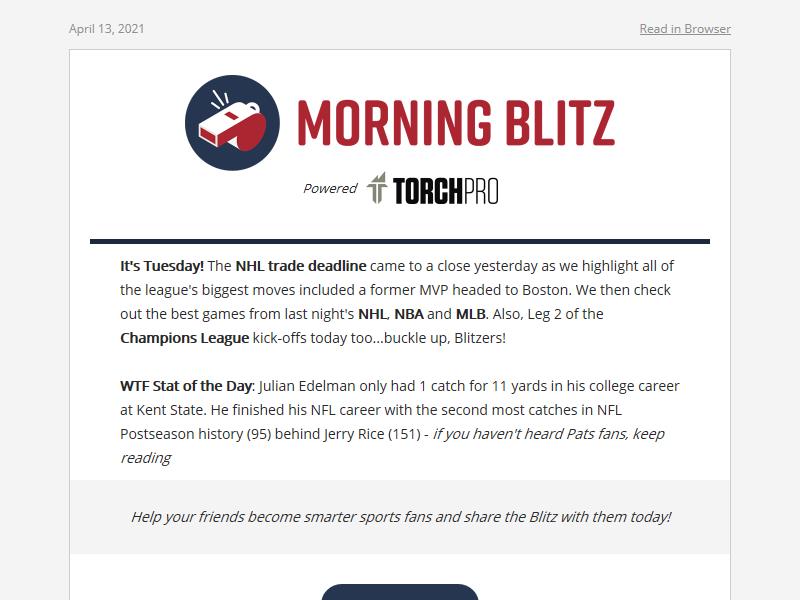 April 13, 2021
Read in Browser
MORNING BLITZ
Powered TORCHPRO
It's Tuesday! The NHL trade deadline came to a close yesterday as we highlight all of
the league's biggest moves included a former MVP headed to Boston. We then check
out the best games from last night's NHL, NBA and MLB. Also, Leg 2 of the
Champions League kick-offs today too...buckle up, Blitzers!
WTF Stat of the Day: Julian Edelman only had 1 catch for 11 yards in his college career
at Kent State. He finished his NFL career with the second most catches in NFL
Postseason history (95) behind Jerry Rice (151) - if you haven't heard Pats fans, keep
reading
Help your friends become smarter sports fans and share the Blitz with them today!